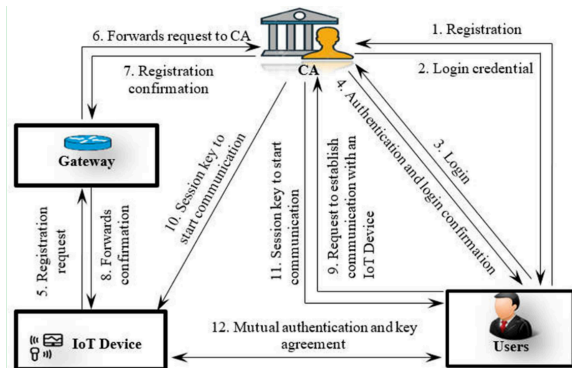 6. Forwards request to CA
1. Registration
7. Registration
confirmation
CA
2. Login credential
3. Login
4. Authentication and login confirmation
Gateway
5. Registration
request
8. Forwards
confirmation
10. Session key to
start communication
11. Session key to start
communication
9. Request to establish
communication with an
IoT Device
12. Mutual authentication and key
agreement
IoT Device
Users